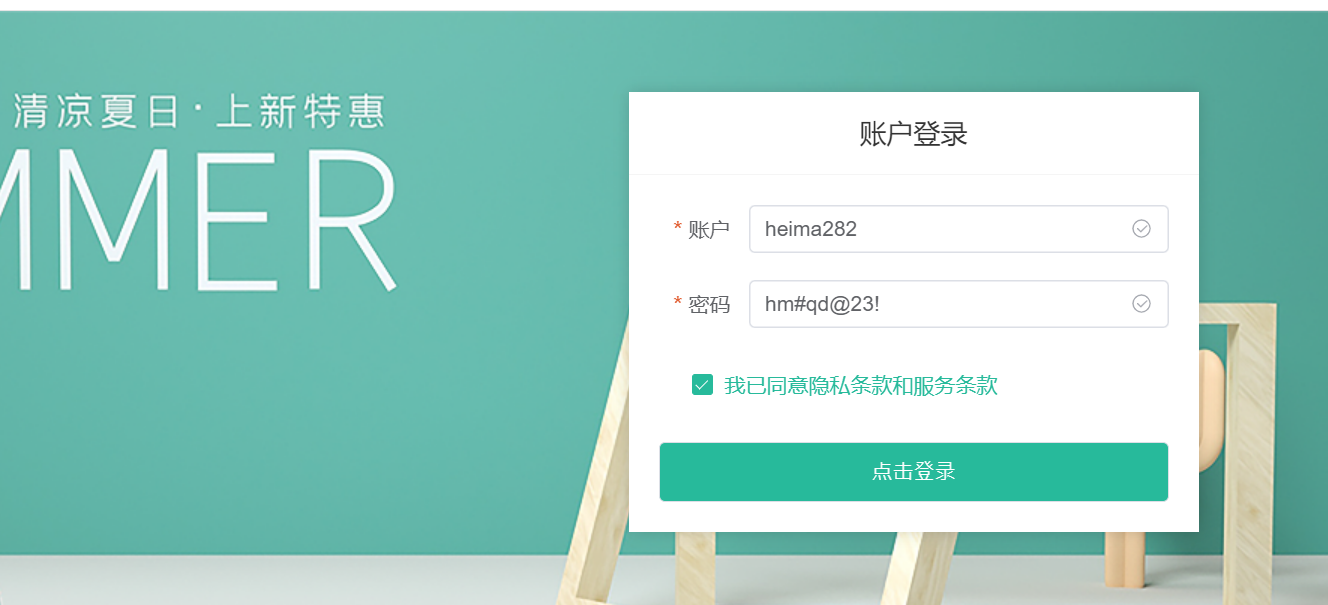 清凉夏日·上新特惠
MMER
账户登录
* 账户 heima282
* 密码 hm#qd@23!
我已同意隐私条款和服务条款
点击登录